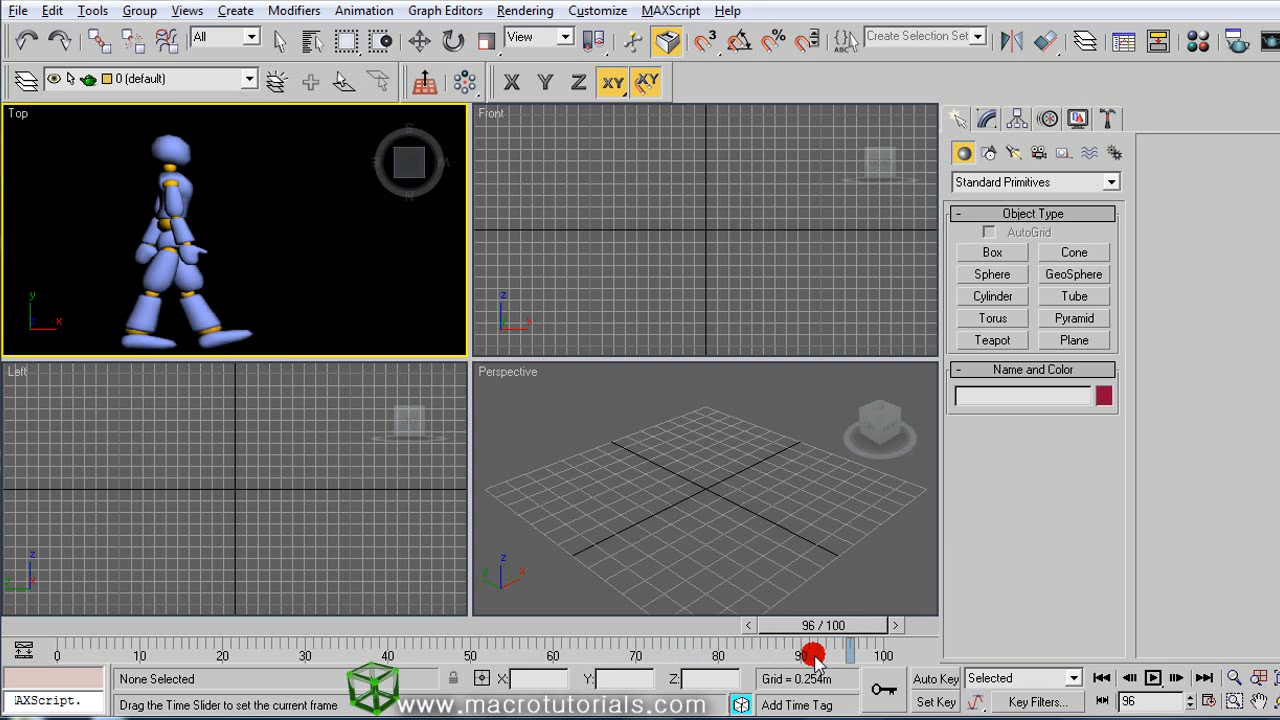 File Edit Tools Group Views Create Modifiers Animation Graph Editors Rendering Customize MAXScript Help
All View 3 % ABC Create Selection Set
0 (default) X Y Z XY XY
Top
S
E W
N
y
x
Front
z
x
Left
z
Perspective
z
y x
Standard Primitives
- Object Type
AutoGrid
Box Cone
Sphere GeoSphere
Cylinder Tube
Torus Pyramid
Teapot Plane
- Name and Color
< 96 / 100 >
0 10 20 30 40 50 60 70 80 90 100
None Selected X: Y: Z: Grid = 0.254m Auto Key Selected
AXScript. Drag the Time Slider to set the current frame Add Time Tag Set Key Key Filters... 96
www.macrotutorials.com